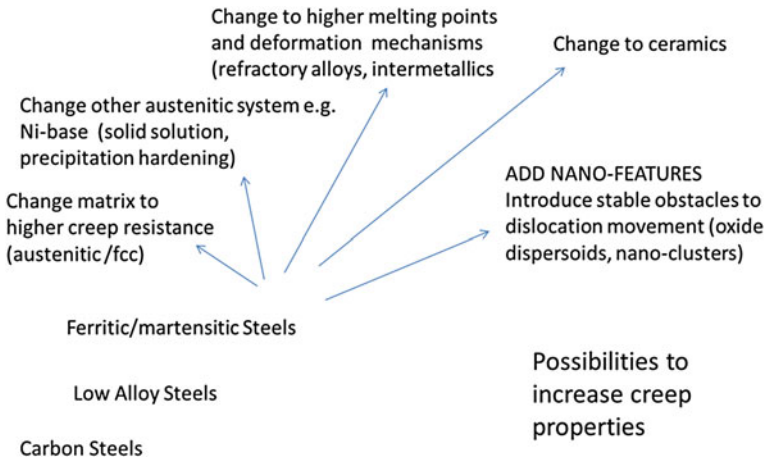 Change to higher melting points
and deformation mechanisms
(refractory alloys, intermetallics
Change to ceramics
Change other austenitic system e.g.
Ni-base (solid solution,
precipitation hardening)
ADD NANO-FEATURES
Introduce stable obstacles to
dislocation movement (oxide
dispersoids, nano-clusters)
Change matrix to
higher creep resistance
(austenitic/fcc)
Ferritic/martensitic Steels
Low Alloy Steels
Carbon Steels
Possibilities to
increase creep
properties